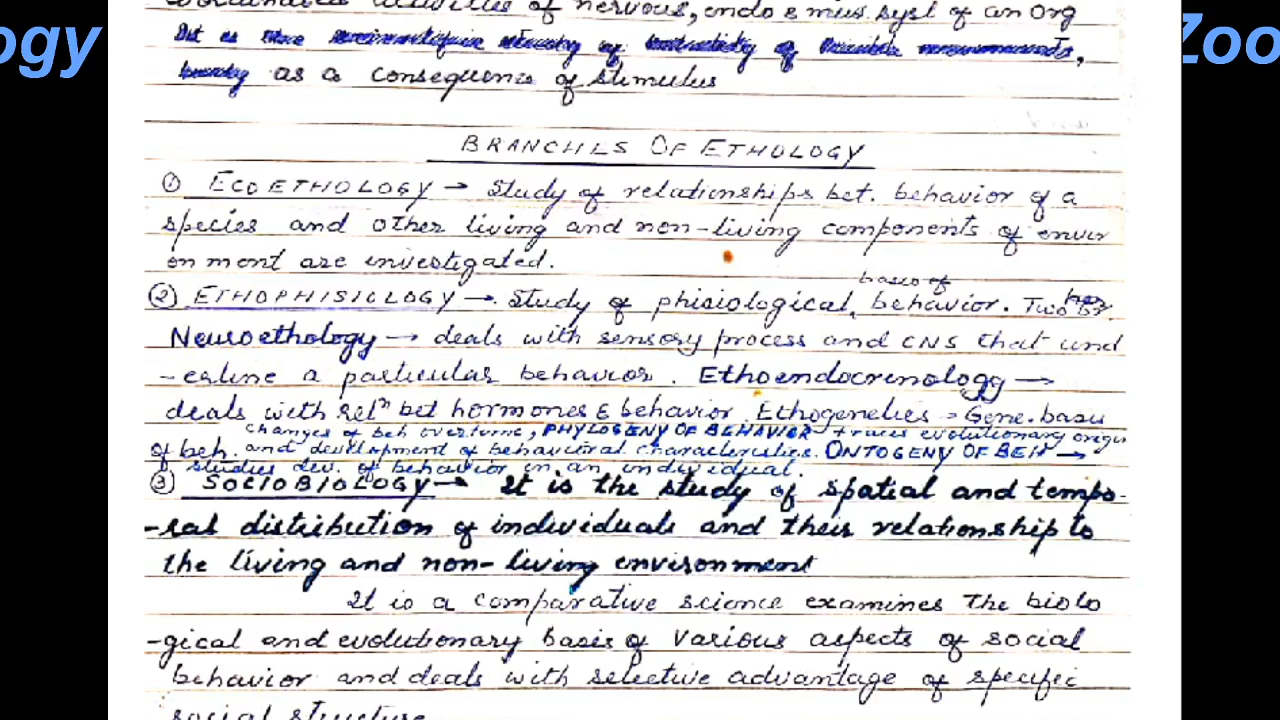 coordinated activities of nervous, endo & mus syst of an Org
as a consequence of stimulus
ogy
Zoo
BRANCHES OF ETHOLOGY
① ECOETHOLOGY → Study of relationships bet. behavior of a
species and other living and non-living components of envir
on ment are investigated.
basis of
② ETHOPHISIOLOGY → Study of phisiological, behavior. Two br.
Neuroethology → deals with sensory process and CNS that und
-erline a particular behavior. Ethoendocrenology →
deals with relⁿ bet hormones & behavior Ethogenetics → Gene. basis
changes of beh overtime, PHYLOGENY OF BEHAVIOR → traces evolutionary origin
of beh. and development of behavioral characteristics. ONTOGENY OF BEH →
studies dev. of behavior in an individual.
③ SOCIOBIOLOGY → It is the study of spatial and tempo-
-ral distribution of individuals and their relationship to
the living and non-living environment
It is a comparative science examines the biolo
-gical and evolutionary basis of various aspects of social
behavior and deals with selective advantage of specific
social structure